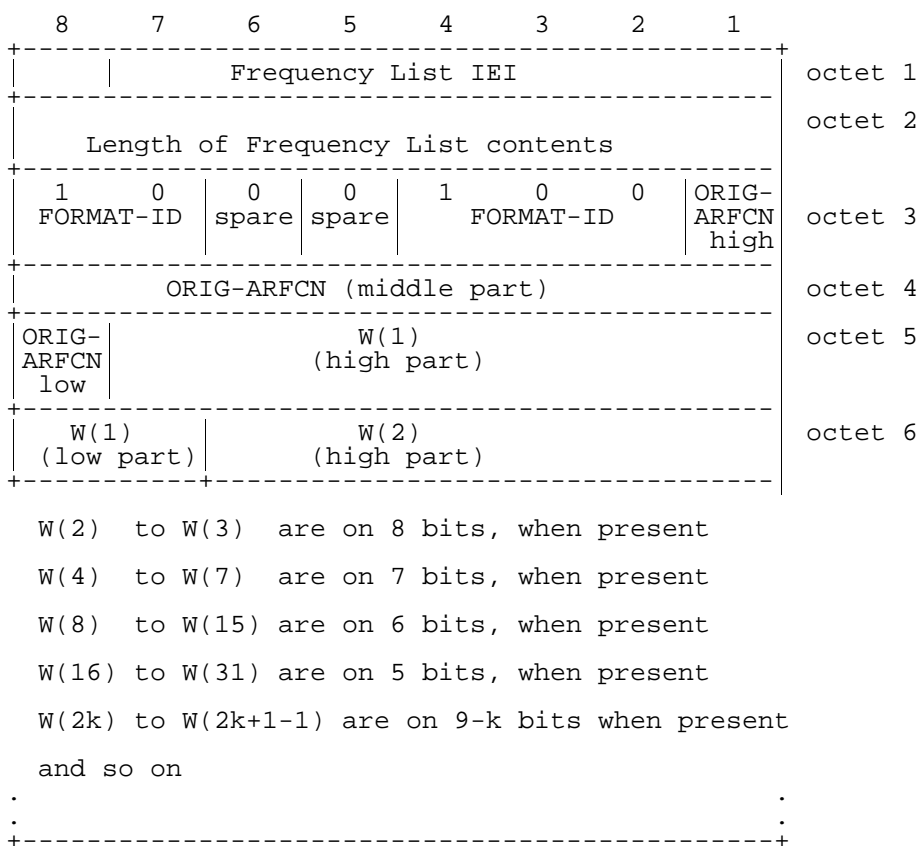 8 7 6 5 4 3 2 1
Frequency List IEI octet 1
octet 2
Length of Frequency List contents
1 0 0 0 1 0 0 ORIG-
FORMAT-ID spare spare FORMAT-ID ARFCN octet 3
high
ORIG-ARFCN (middle part) octet 4
ORIG- W(1) octet 5
ARFCN (high part)
low
W(1) W(2) octet 6
(low part) (high part)
W(2) to W(3) are on 8 bits, when present
W(4) to W(7) are on 7 bits, when present
W(8) to W(15) are on 6 bits, when present
W(16) to W(31) are on 5 bits, when present
W(2k) to W(2k+1-1) are on 9-k bits when present
and so on
. .
. .